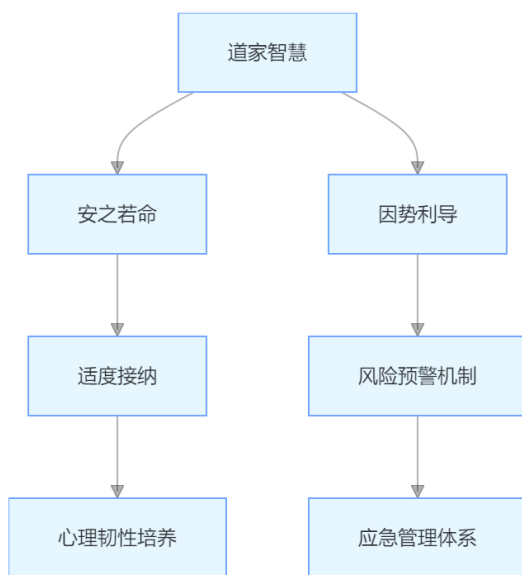 道家智慧
安之若命
因势利导
适度接纳
风险预警机制
心理韧性培养
应急管理体系